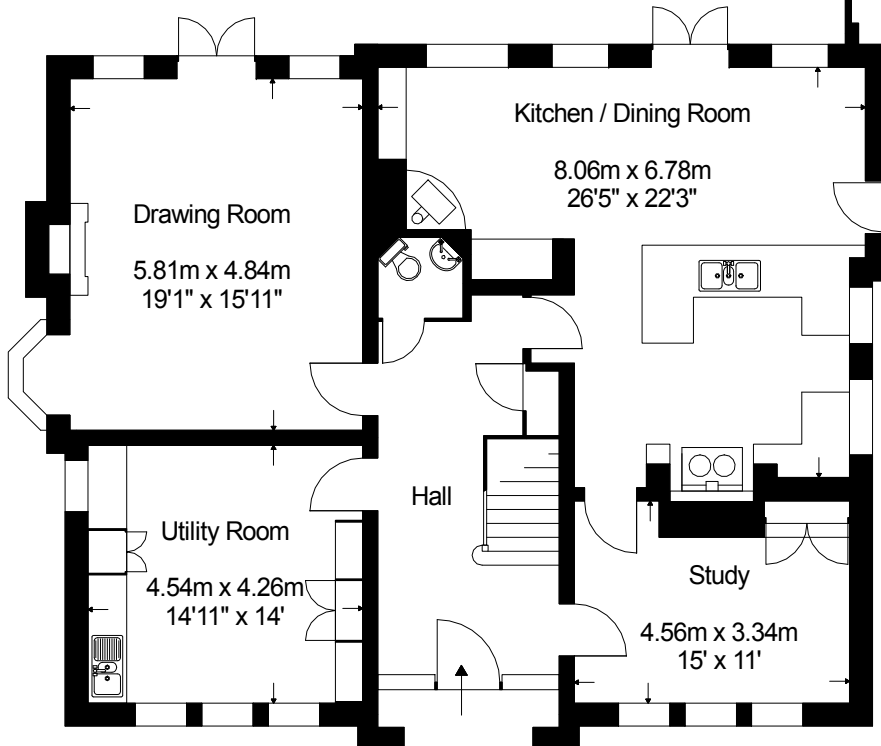 Kitchen / Dining Room
8.06m x 6.78m
26'5" x 22'3"
Drawing Room
5.81m x 4.84m
19'1" x 15'11"
Hall
Utility Room
4.54m x 4.26m
14'11" x 14'
Study
4.56m x 3.34m
15' x 11'